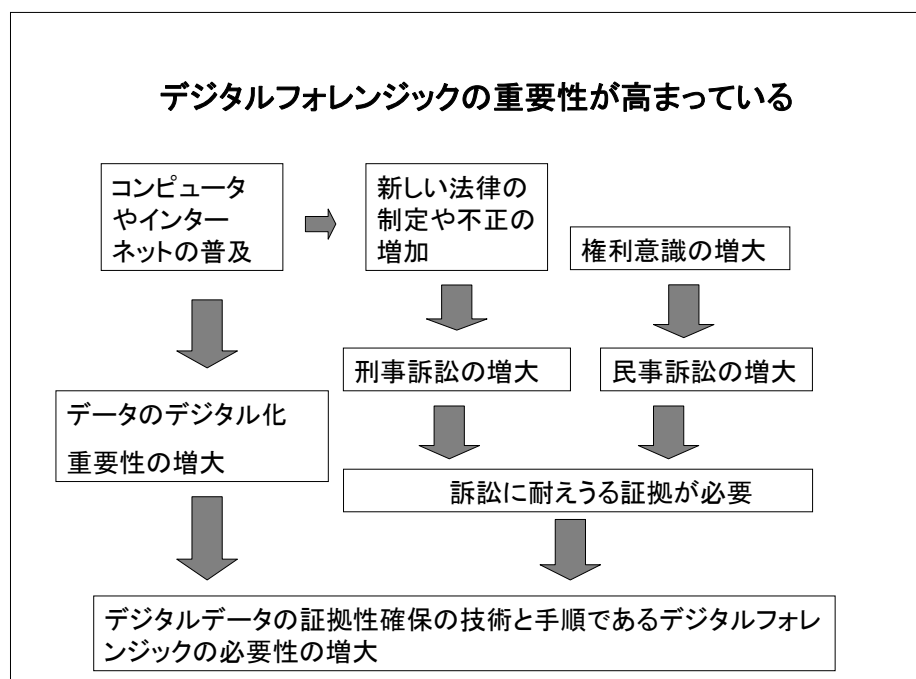 デジタルフォレンジックの重要性が高まっている
コンピュータ
やインター
ネットの普及
新しい法律の
制定や不正の
増加
権利意識の増大
刑事訴訟の増大
民事訴訟の増大
データのデジタル化
重要性の増大
訴訟に耐えうる証拠が必要
デジタルデータの証拠性確保の技術と手順であるデジタルフォレ
ンジックの必要性の増大